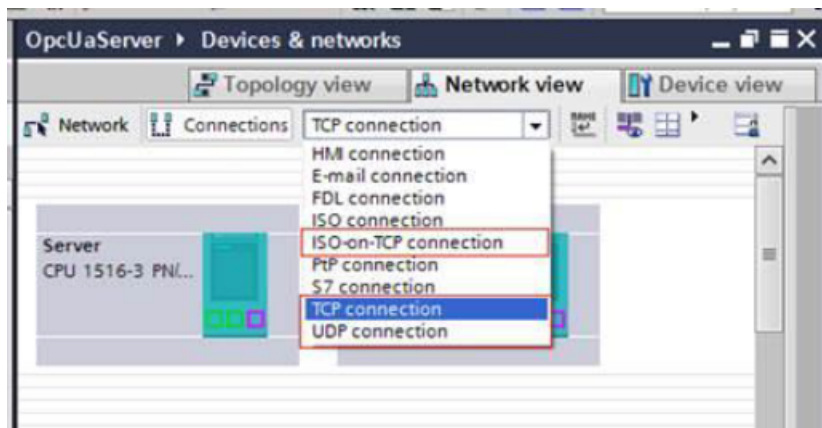 OpcUaServer ▸ Devices & networks
Topology view Network view Device view
Network Connections TCP connection
HMI connection
E-mail connection
FDL connection
ISO connection
ISO-on-TCP connection
PtP connection
S7 connection
TCP connection
UDP connection
Server
CPU 1516-3 PN/...